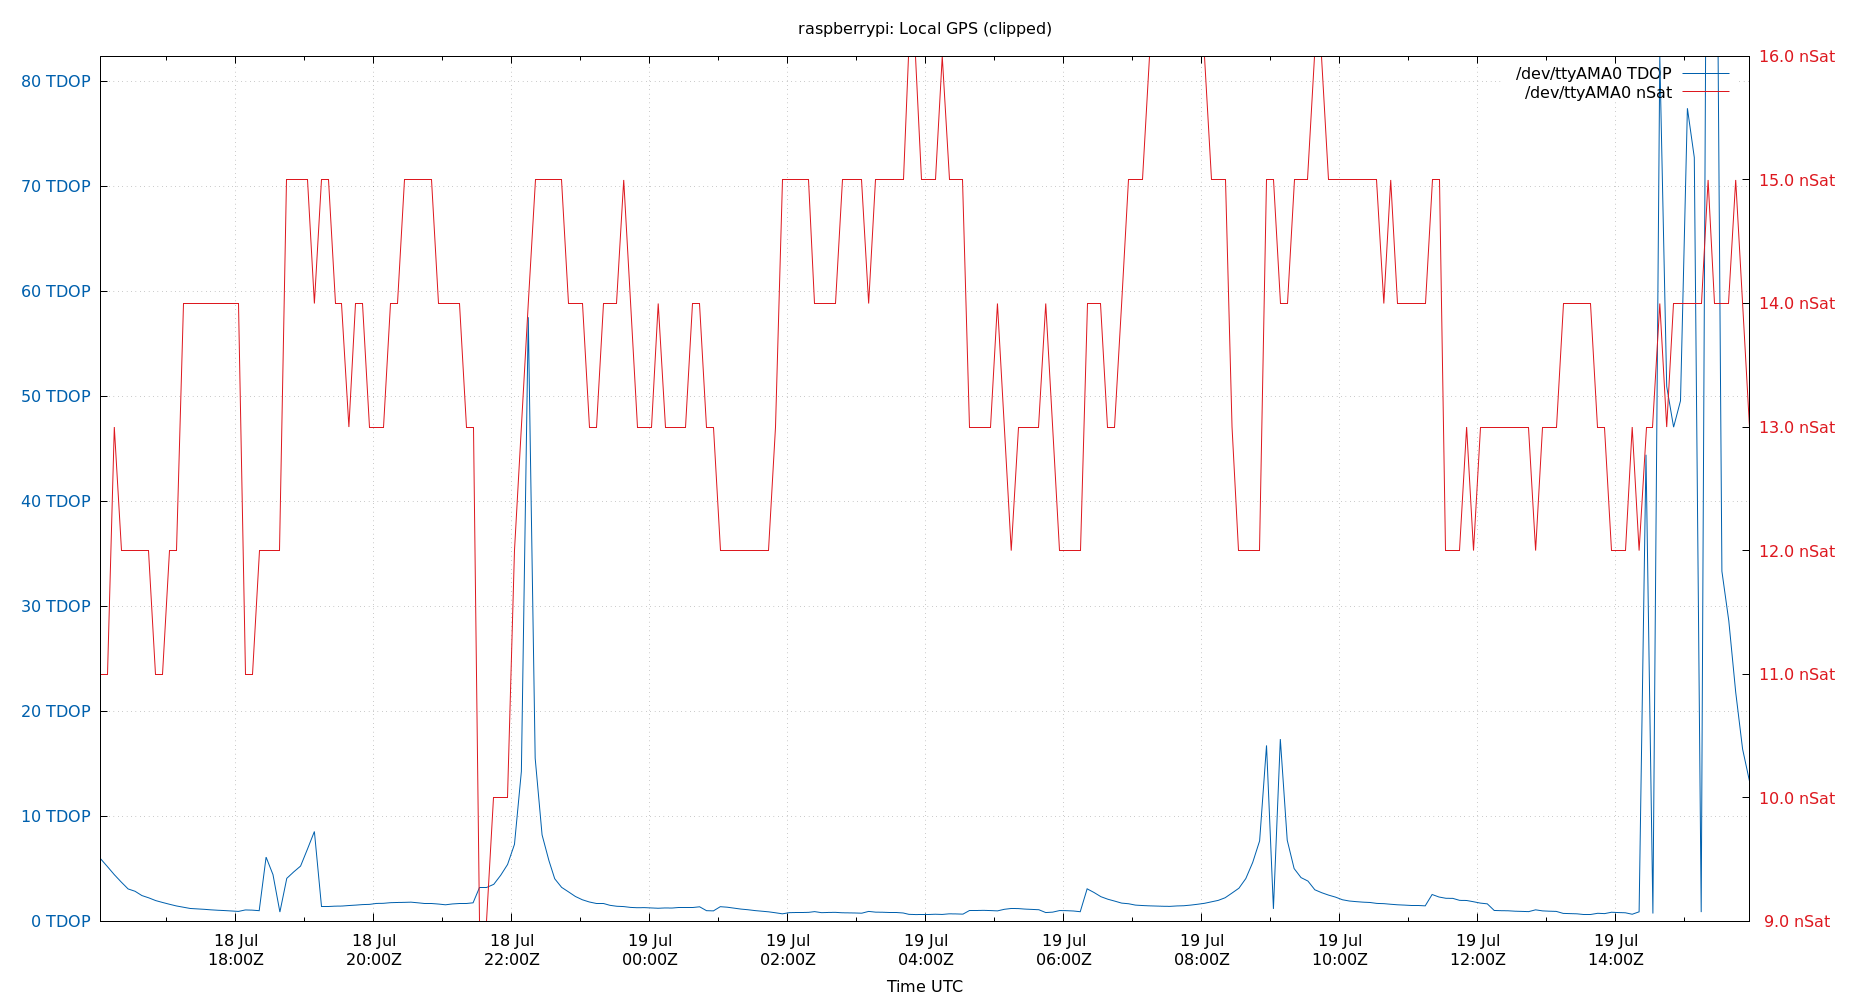 raspberrypi: Local GPS (clipped)
80 TDOP
70 TDOP
60 TDOP
50 TDOP
40 TDOP
30 TDOP
20 TDOP
10 TDOP
0 TDOP
/dev/ttyAMA0 TDOP
/dev/ttyAMA0 nSat
16.0 nSat
15.0 nSat
14.0 nSat
13.0 nSat
12.0 nSat
11.0 nSat
10.0 nSat
9.0 nSat
18 Jul
18:00Z
18 Jul
20:00Z
18 Jul
22:00Z
19 Jul
00:00Z
19 Jul
02:00Z
19 Jul
04:00Z
19 Jul
06:00Z
19 Jul
08:00Z
19 Jul
10:00Z
19 Jul
12:00Z
19 Jul
14:00Z
Time UTC